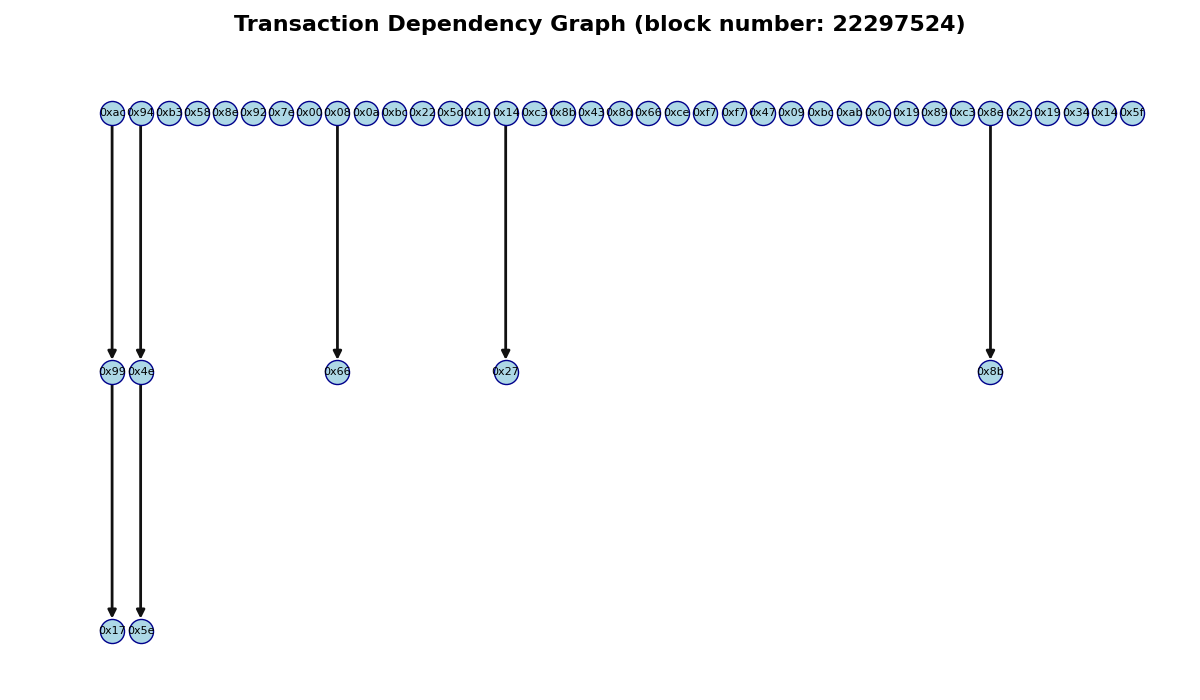 Transaction Dependency Graph (block number: 22297524)
0xac 0x94 0xb3 0x58 0x8e 0x92 0x7e 0x00 0x08 0x0a 0xbc 0x22 0x5d 0x10 0x14 0xc3 0x8b 0x43 0x8d 0x66 0xce 0xf7 0xf7 0x47 0x09 0xbc 0xab 0x0c 0x19 0x89 0xc3 0x8e 0x2c 0x19 0x34 0x14 0x5f
0x99 0x4e 0x66 0x27 0x8b
0x17 0x5e